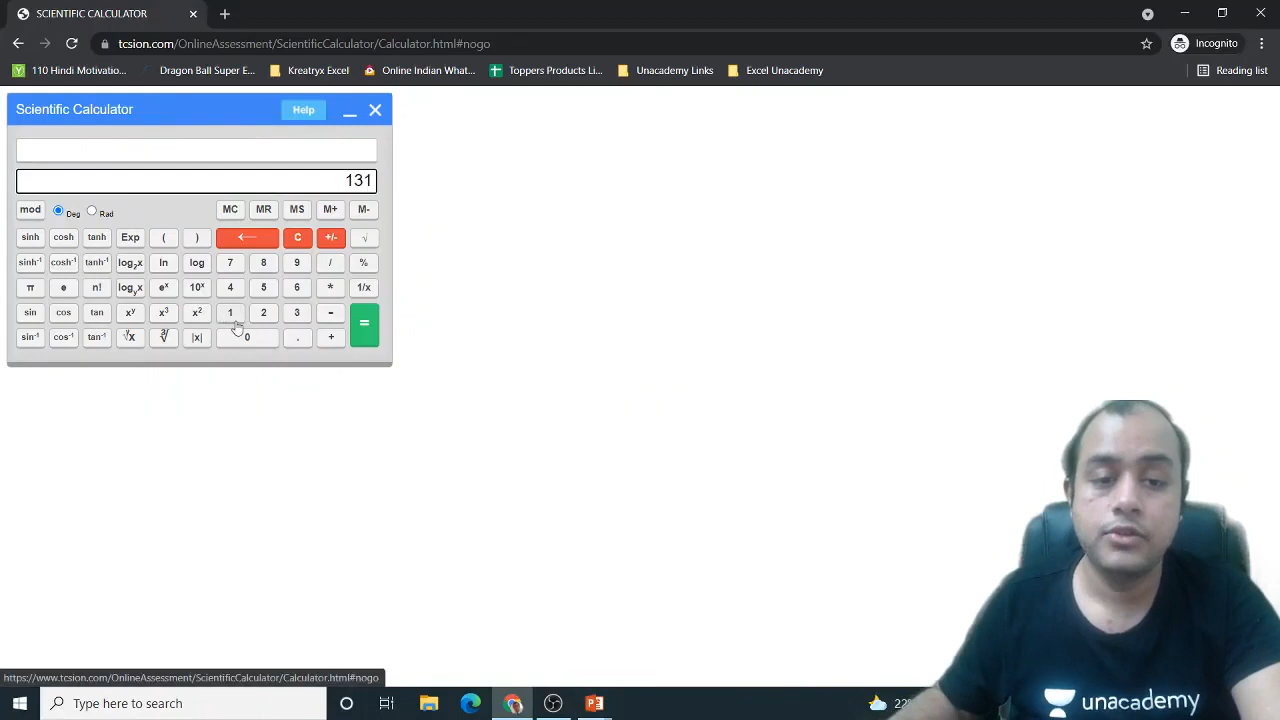 SCIENTIFIC CALCULATOR
tcsion.com/OnlineAssessment/ScientificCalculator/Calculator.html#nogo
Incognito
110 Hindi Motivatio...
Dragon Ball Super E...
Kreatryx Excel
Online Indian What...
Toppers Products Li...
Unacademy Links
Excel Unacademy
Reading list
Scientific Calculator
Help
131
mod Deg Rad MC MR MS M+ M-
sinh cosh tanh Exp ( ) ← C +/- √
sinh⁻¹ cosh⁻¹ tanh⁻¹ log₂x ln log 7 8 9 / %
π e n! logᵧx eˣ 10ˣ 4 5 6 * 1/x
sin cos tan xʸ x³ x² 1 2 3 - =
sin⁻¹ cos⁻¹ tan⁻¹ ʸ√x ³√ |x| 0 . +
https://www.tcsion.com/OnlineAssessment/ScientificCalculator/Calculator.html#nogo
Type here to search
unacademy